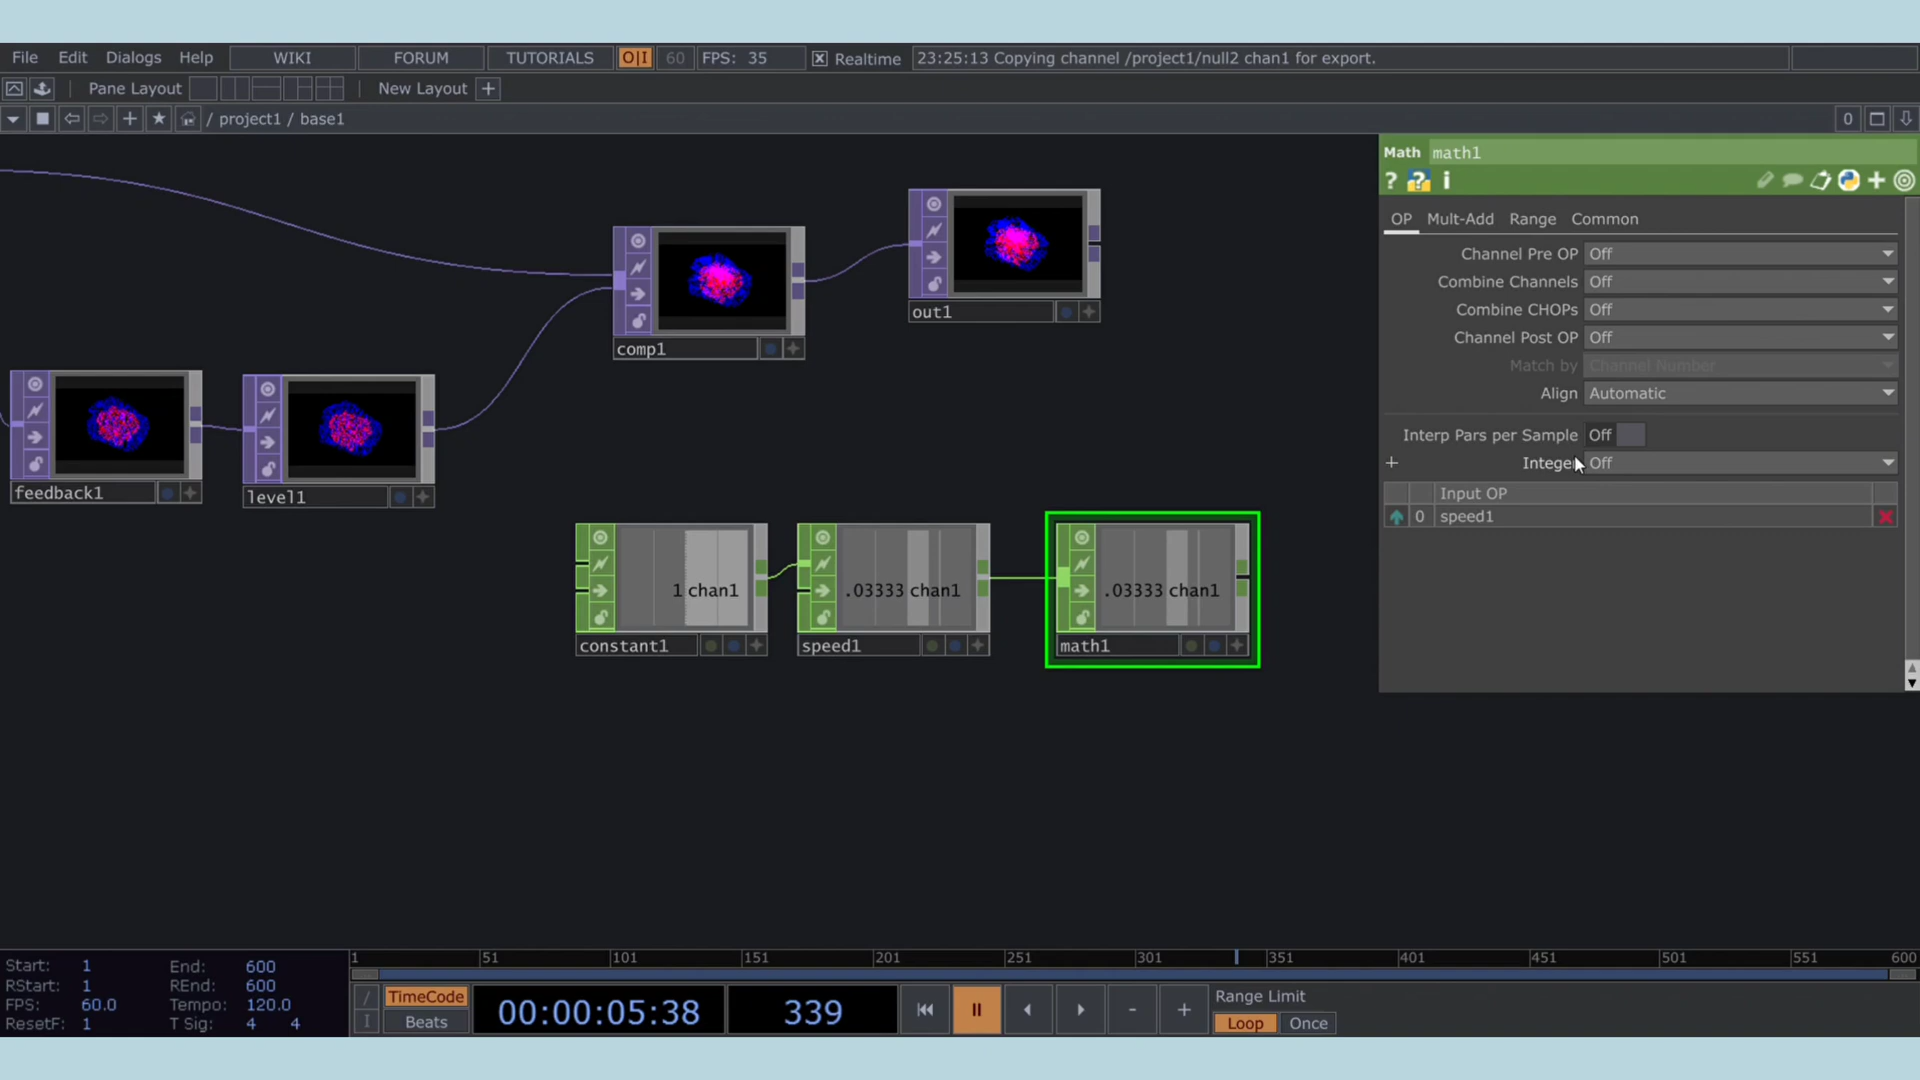 File Edit Dialogs Help WIKI FORUM TUTORIALS O|I 60 FPS: 35 Realtime 23:25:13 Copying channel /project1/null2 chan1 for export.
Pane Layout New Layout +
/ project1 / base1 0
Math math1
? ? i
OP Mult-Add Range Common
Channel Pre OP Off
Combine Channels Off
Combine CHOPs Off
Channel Post OP Off
Match by Channel Number
Align Automatic
Interp Pars per Sample Off
+ Integer Off
Input OP
0 speed1
out1
comp1
feedback1
level1
1 chan1
.03333 chan1
.03333 chan1
constant1
speed1
math1
1 51 101 151 201 251 301 351 401 451 501 551 600
Start: 1 End: 600
RStart: 1 REnd: 600
FPS: 60.0 Tempo: 120.0
ResetF: 1 T Sig: 4 4
/
I
TimeCode
Beats
00:00:05:38
339
- +
Range Limit
Loop Once